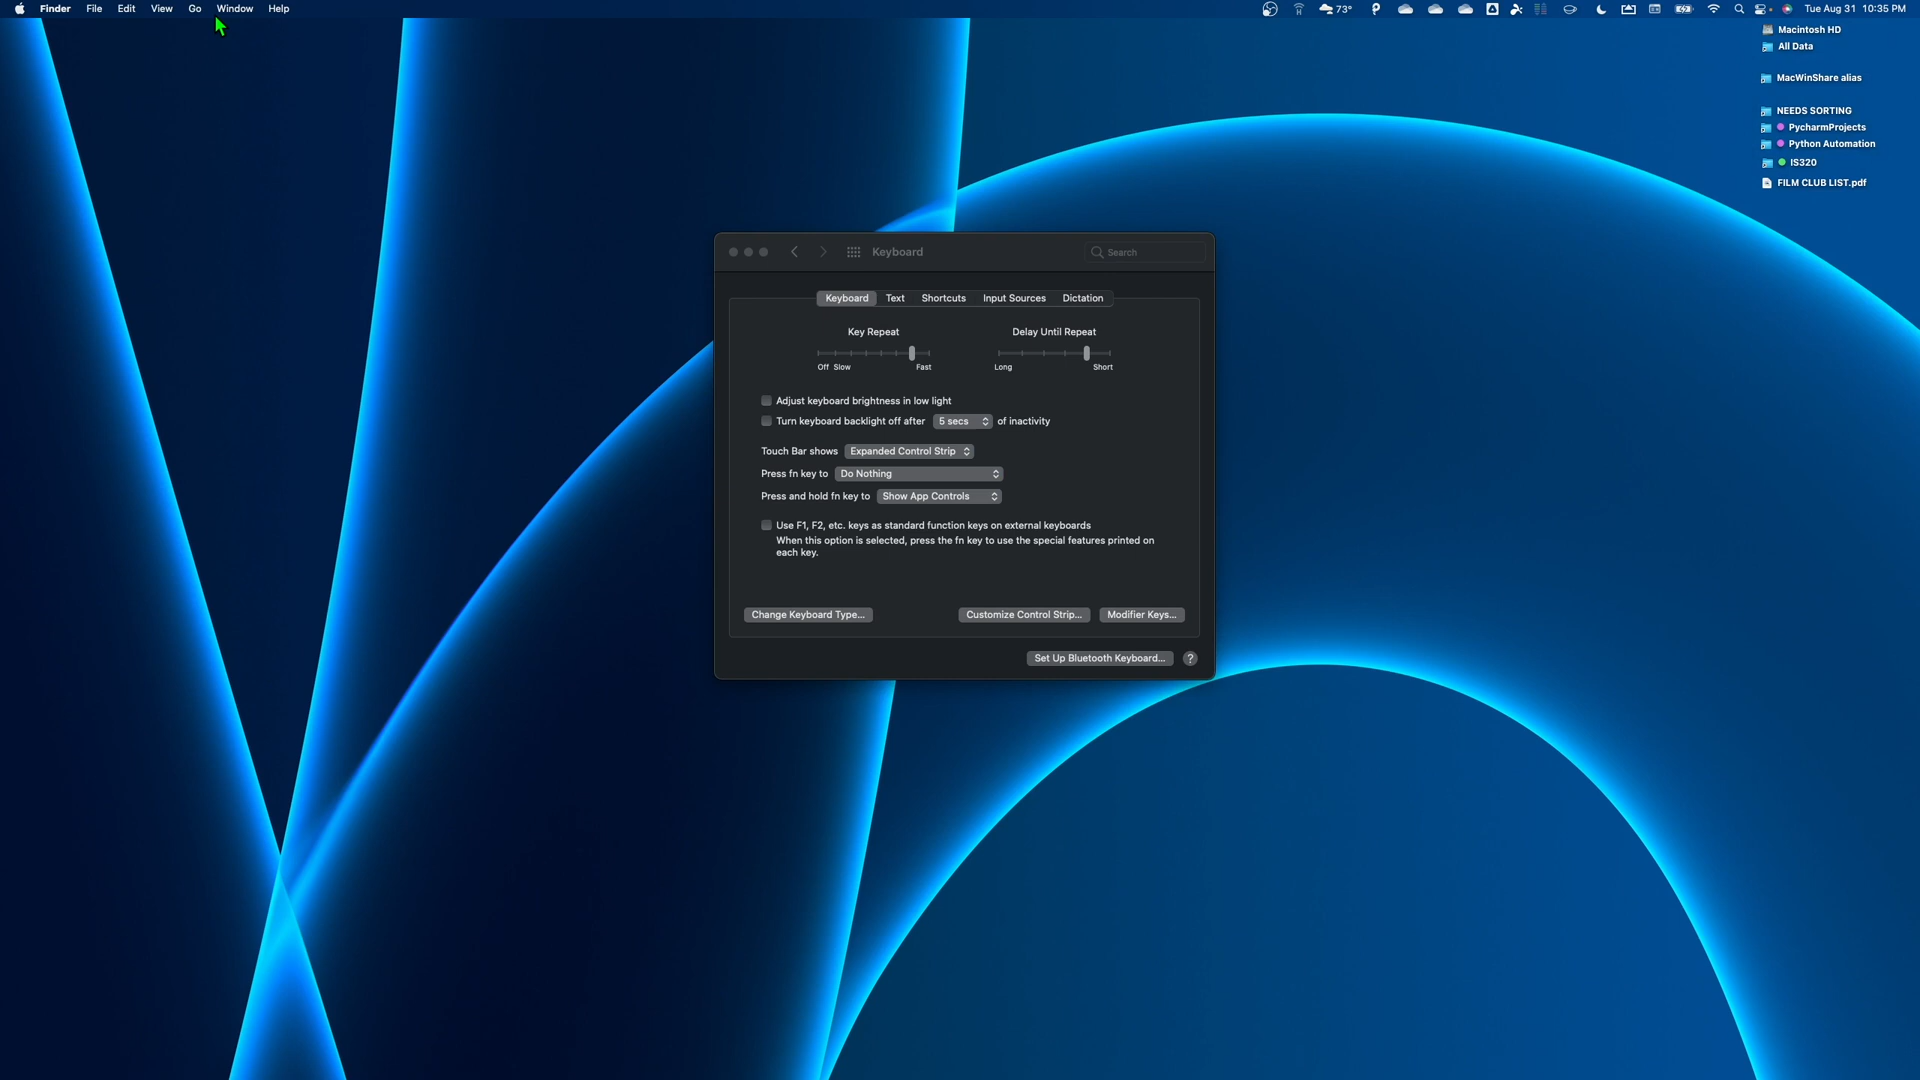 Finder File Edit View Go Window Help 73° Tue Aug 31 10:35 PM
Macintosh HD
All Data
MacWinShare alias
NEEDS SORTING
PycharmProjects
Python Automation
IS320
FILM CLUB LIST.pdf
Keyboard Search
Keyboard Text Shortcuts Input Sources Dictation
Key Repeat Delay Until Repeat
Off Slow Fast Long Short
Adjust keyboard brightness in low light
Turn keyboard backlight off after 5 secs of inactivity
Touch Bar shows Expanded Control Strip
Press fn key to Do Nothing
Press and hold fn key to Show App Controls
Use F1, F2, etc. keys as standard function keys on external keyboards
When this option is selected, press the fn key to use the special features printed on
each key.
Change Keyboard Type... Customize Control Strip... Modifier Keys...
Set Up Bluetooth Keyboard... ?